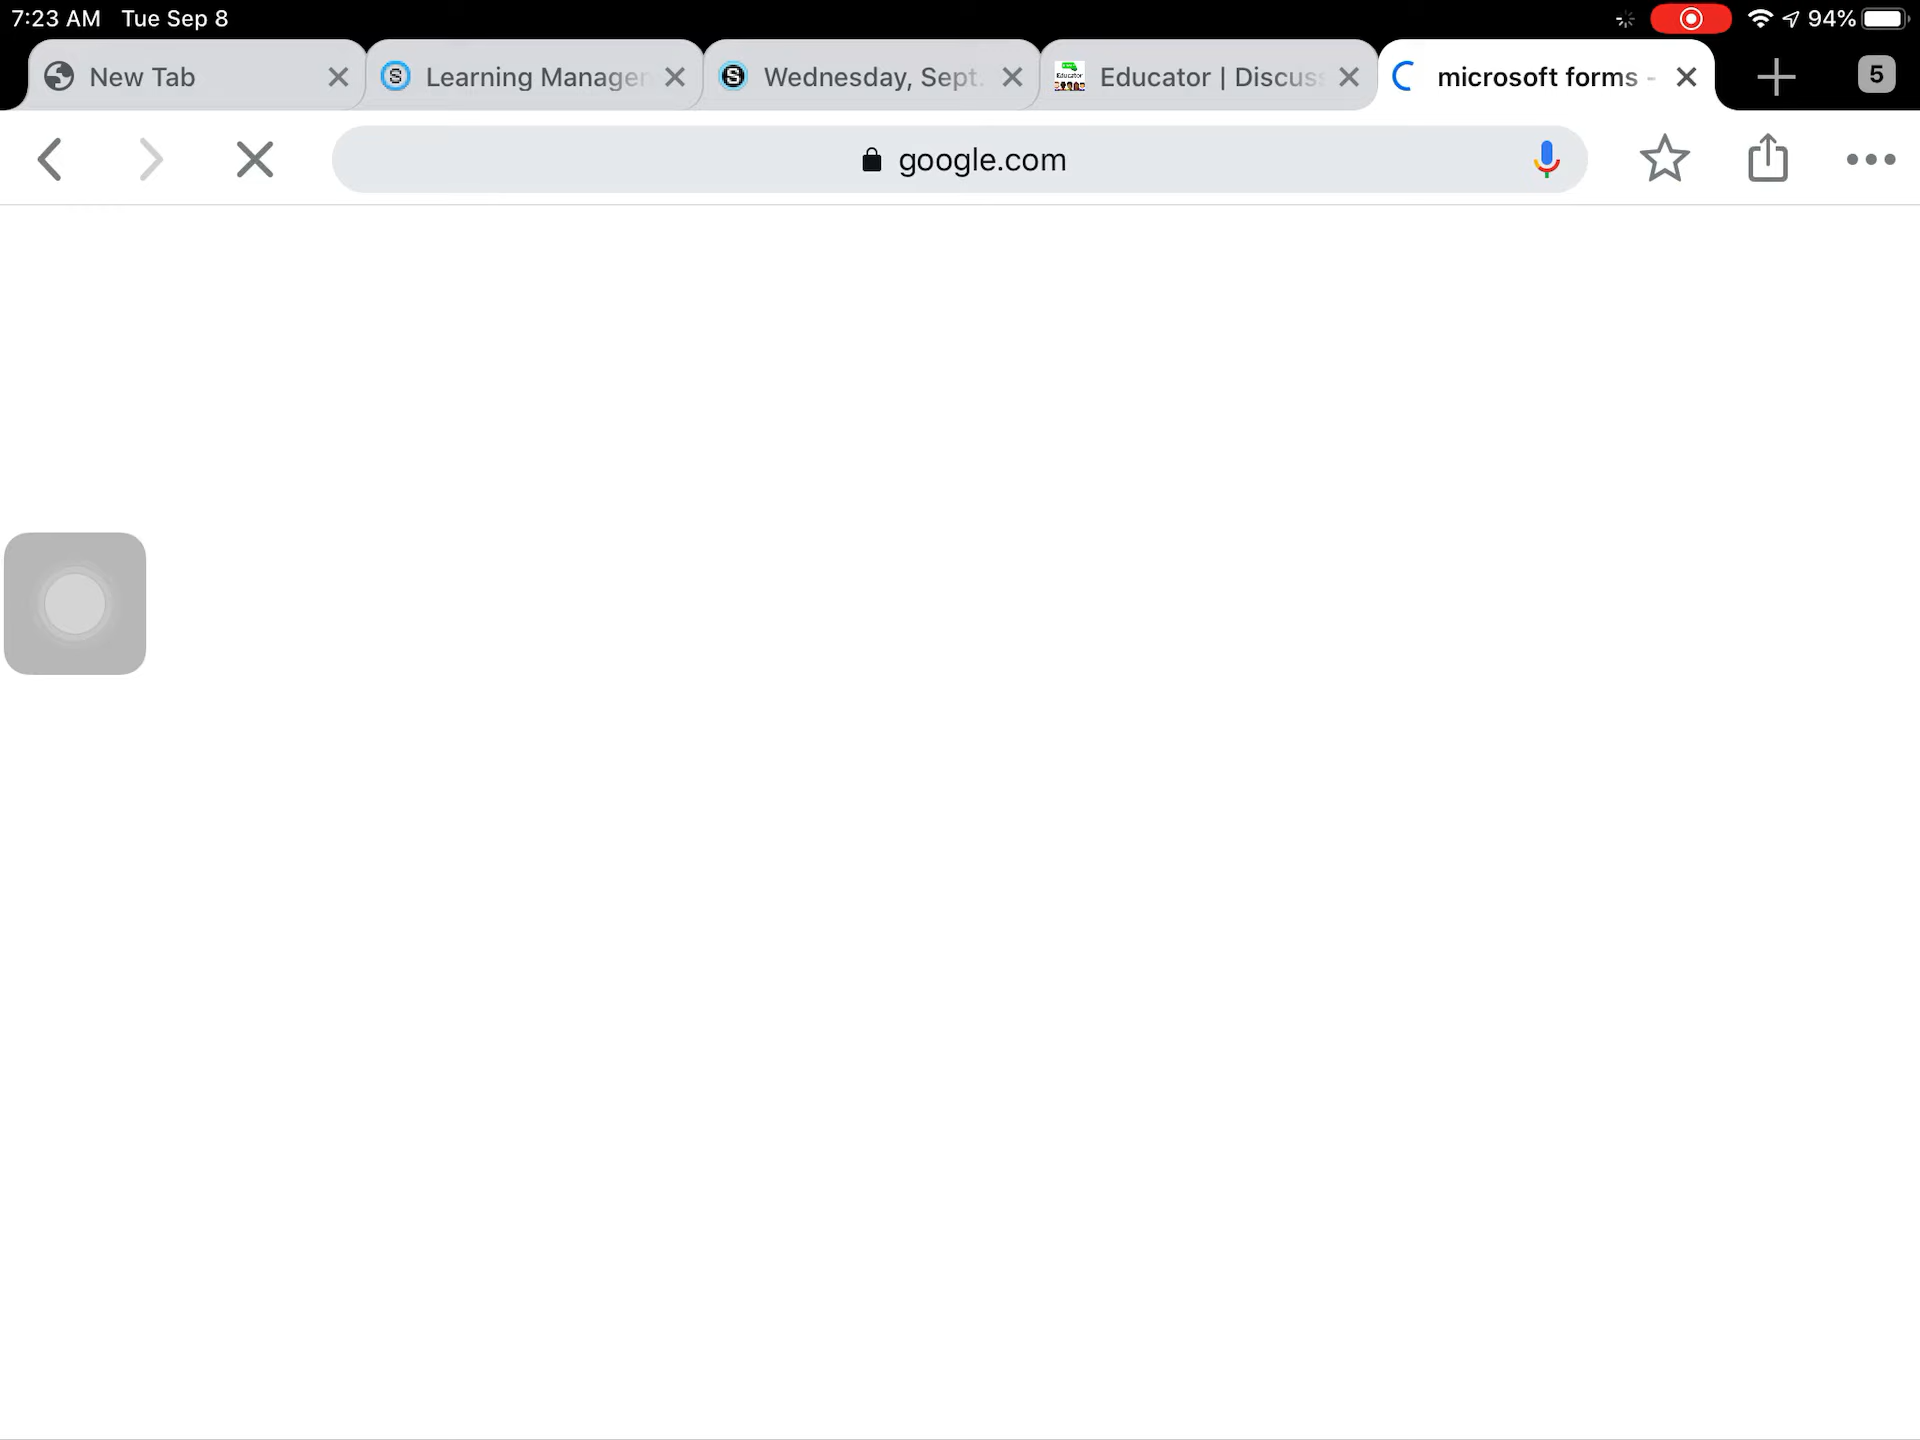 7:23 AM Tue Sep 8 94%
New Tab Learning Manager Wednesday, Sept. Educator | Discuss microsoft forms - 5
google.com